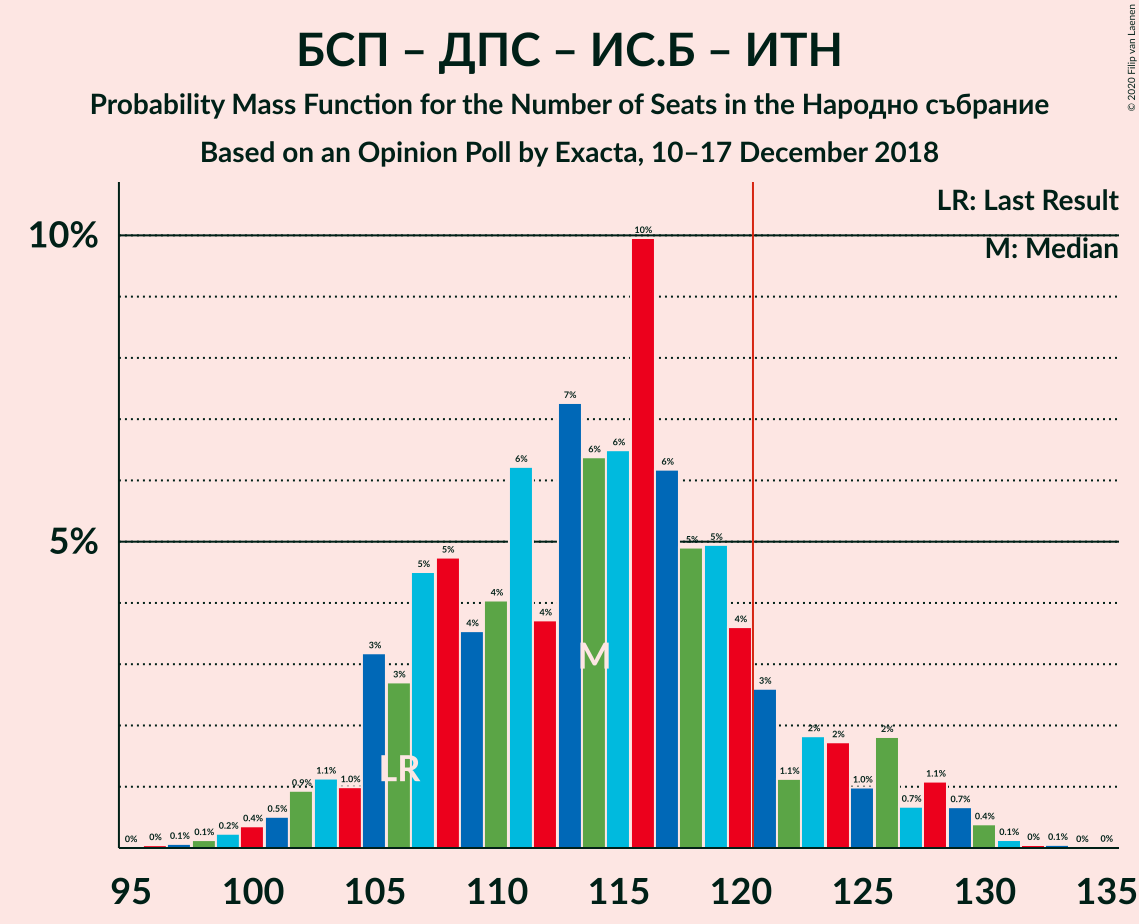 БСП – ДПС – ИС.Б – ИТН
Probability Mass Function for the Number of Seats in the Народно събрание
Based on an Opinion Poll by Exacta, 10–17 December 2018
© 2020 Filip van Laenen
LR: Last Result
M: Median
10%
5%
0% 0% 0.1% 0.1% 0.2% 0.4% 0.5% 0.9% 1.1% 1.0% 3% 3% 5% 5% 4% 4% 6% 4% 7% 6% 6% 10% 6% 5% 5% 4% 3% 1.1% 2% 2% 1.0% 2% 0.7% 1.1% 0.7% 0.4% 0.1% 0% 0.1% 0% 0%
M
LR
95 100 105 110 115 120 125 130 135